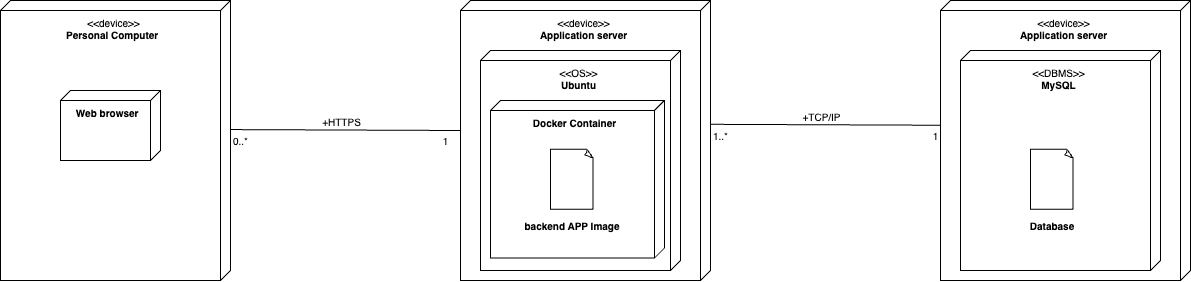 <<device>>
Personal Computer
Web browser
+HTTPS
0..*
1
<<device>>
Application server
<<OS>>
Ubuntu
Docker Container
backend APP Image
+TCP/IP
1..*
1
<<device>>
Application server
<<DBMS>>
MySQL
Database